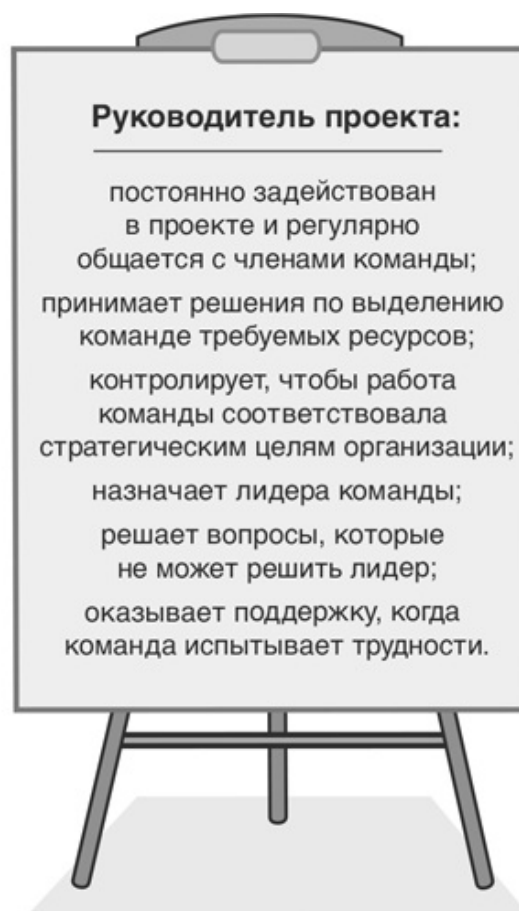 Руководитель проекта:
постоянно задействован
в проекте и регулярно
общается с членами команды;
принимает решения по выделению
команде требуемых ресурсов;
контролирует, чтобы работа
команды соответствовала
стратегическим целям организации;
назначает лидера команды;
решает вопросы, которые
не может решить лидер;
оказывает поддержку, когда
команда испытывает трудности.